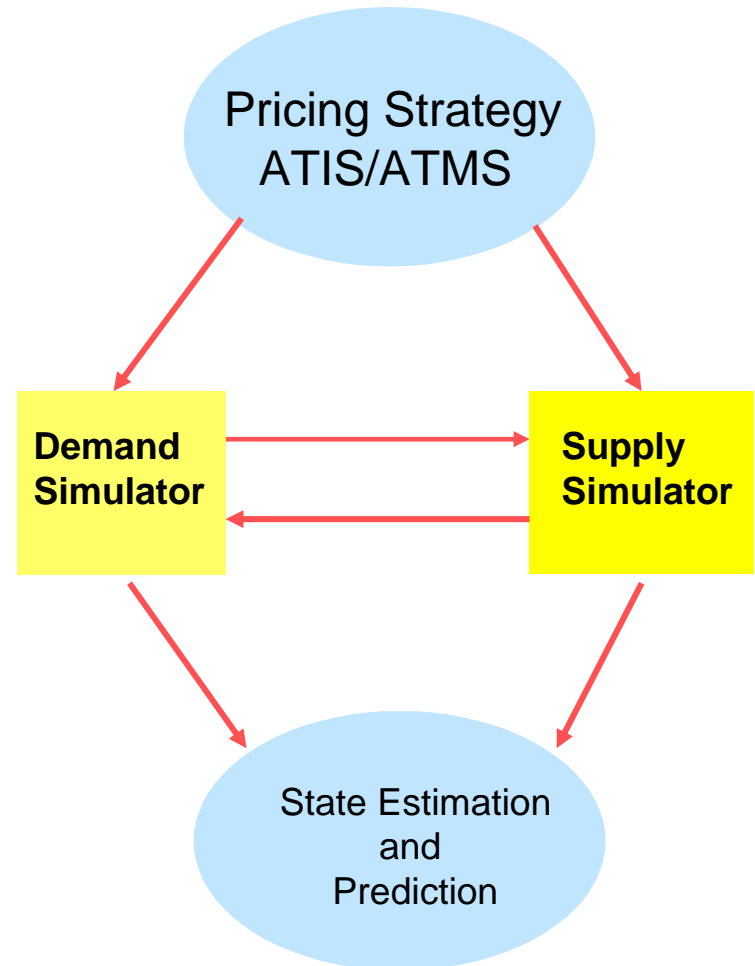 Pricing Strategy
ATIS/ATMS
Demand
Simulator
Supply
Simulator
State Estimation
and
Prediction